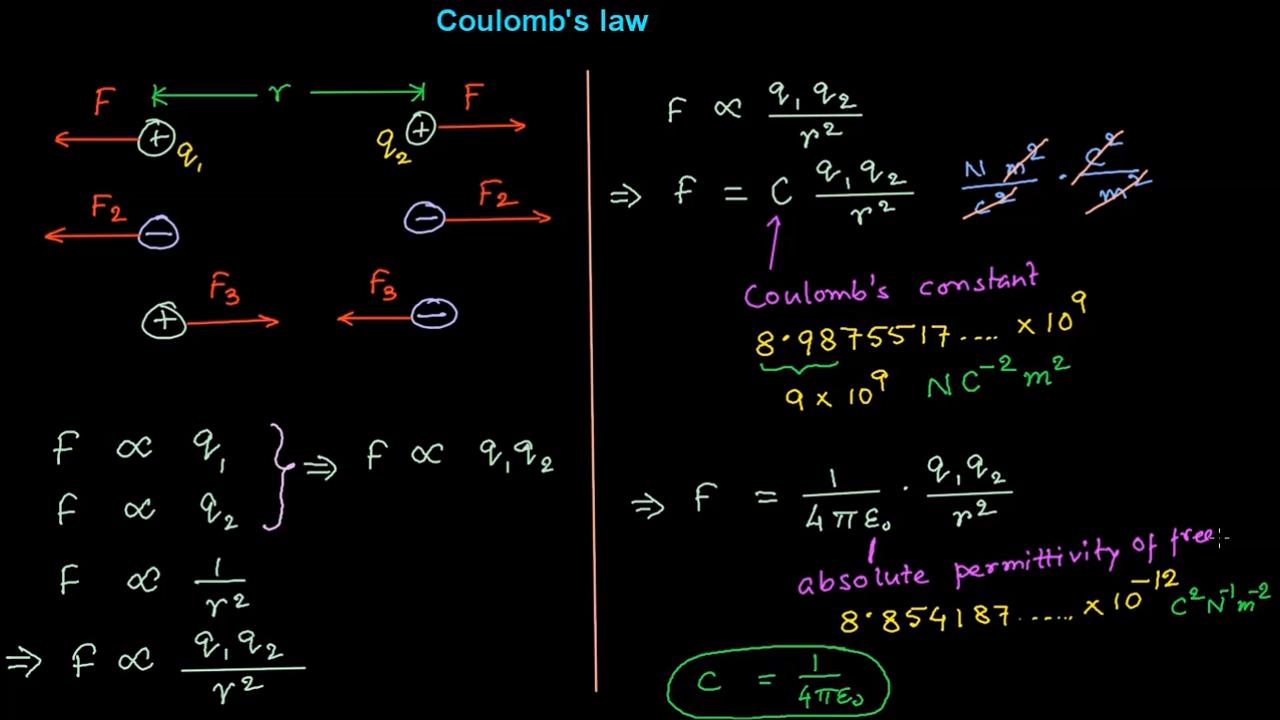 Coulomb's law
F r F
+ q₁ q₂ +
F₂ F₂
− −
F₃ F₃
+ −
F ∝ q₁
F ∝ q₂
⇒ F ∝ q₁q₂
F ∝ 1/r²
⇒ F ∝ q₁q₂/r²
F ∝ q₁q₂/r²
⇒ F = C q₁q₂/r² N m²/C² · C²/m²
Coulomb's constant
8.9875517.... × 10⁹
9 × 10⁹ N C⁻² m²
⇒ F = 1/4πε₀ · q₁q₂/r²
absolute permittivity of free
8.854187...... × 10⁻¹² C² N⁻¹ m⁻²
C = 1/4πε₀